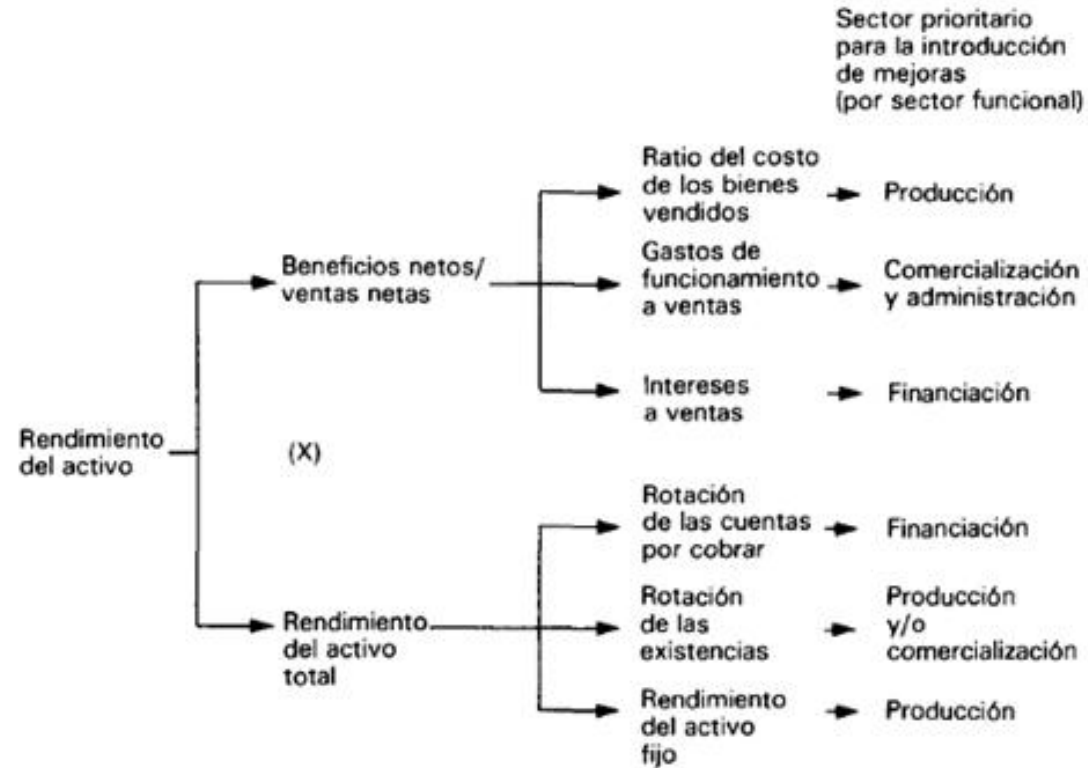 Sector prioritario
para la introducción
de mejoras
(por sector funcional)
Ratio del costo
de los bienes
vendidos
Producción
Beneficios netos/
ventas netas
Gastos de
funcionamiento
a ventas
Comercialización
y administración
Intereses
a ventas
Financiación
Rendimiento
del activo
(X)
Rotación
de las cuentas
por cobrar
Financiación
Rendimiento
del activo
total
Rotación
de las
existencias
Producción
y/o
comercialización
Rendimiento
del activo
fijo
Producción